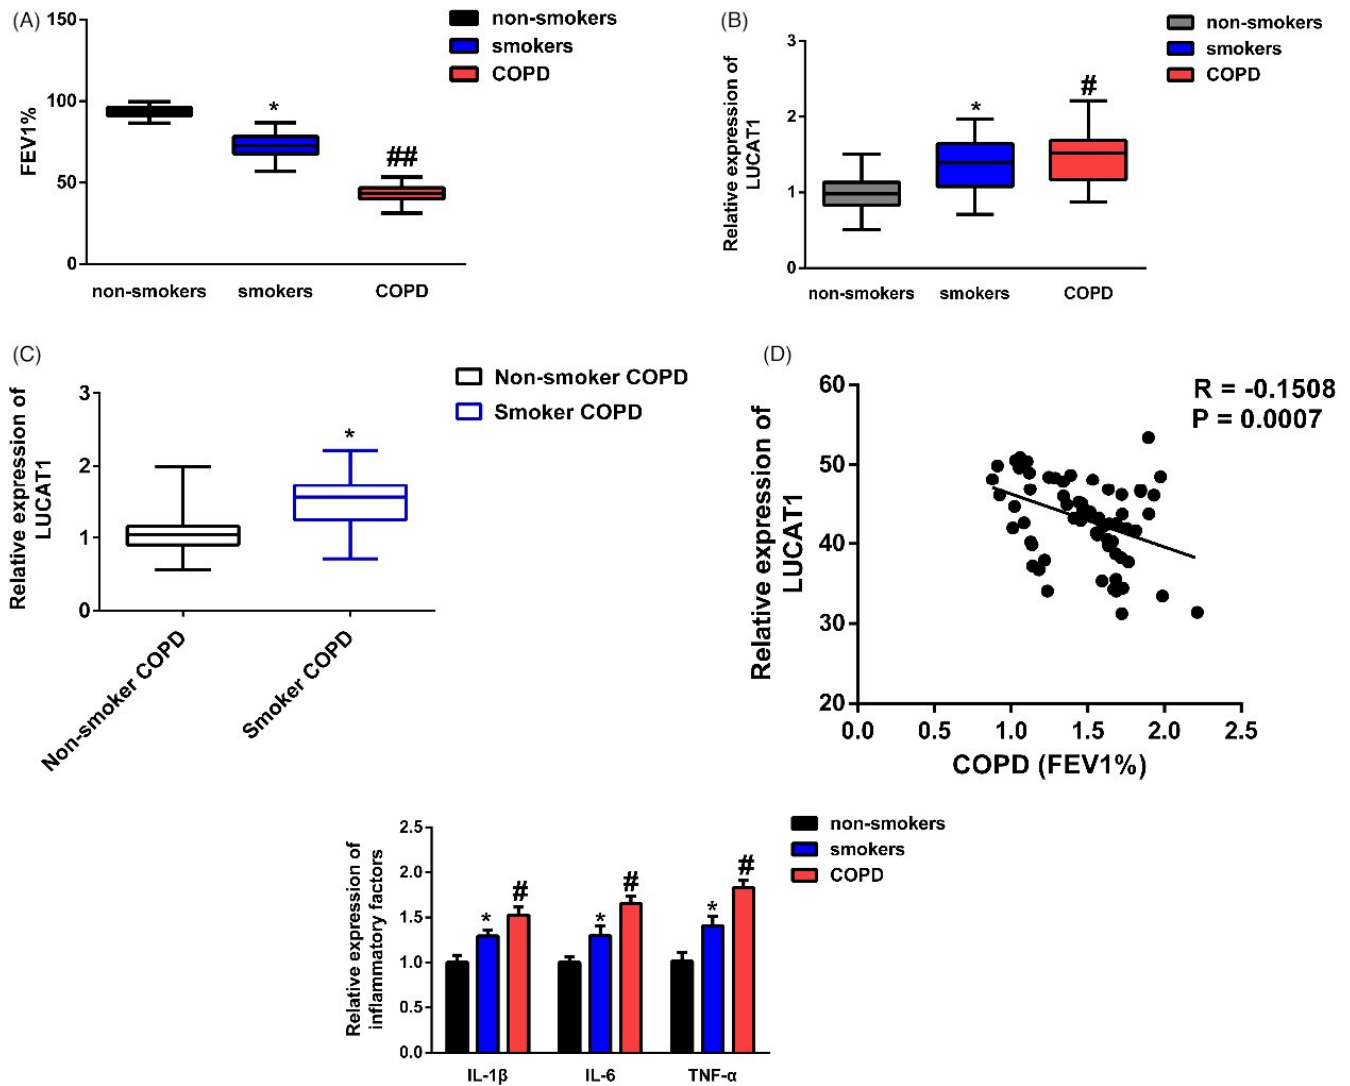 (A)
150
100
50
0
FEV1%
*
##
non-smokers
smokers
COPD
non-smokers
smokers
COPD
(B)
3
2
1
0
Relative expression of
LUCAT1
*
#
non-smokers
smokers
COPD
non-smokers
smokers
COPD
(C)
3
2
1
0
Relative expression of
LUCAT1
*
Non-smoker COPD
Smoker COPD
Non-smoker COPD
Smoker COPD
(D)
60
50
40
30
20
Relative expression of
LUCAT1
R = -0.1508
P = 0.0007
0.0 0.5 1.0 1.5 2.0 2.5
COPD (FEV1%)
2.5
2.0
1.5
1.0
0.5
0.0
Relative expression of
inflammatory factors
* # * # * #
non-smokers
smokers
COPD
IL-1β IL-6 TNF-α